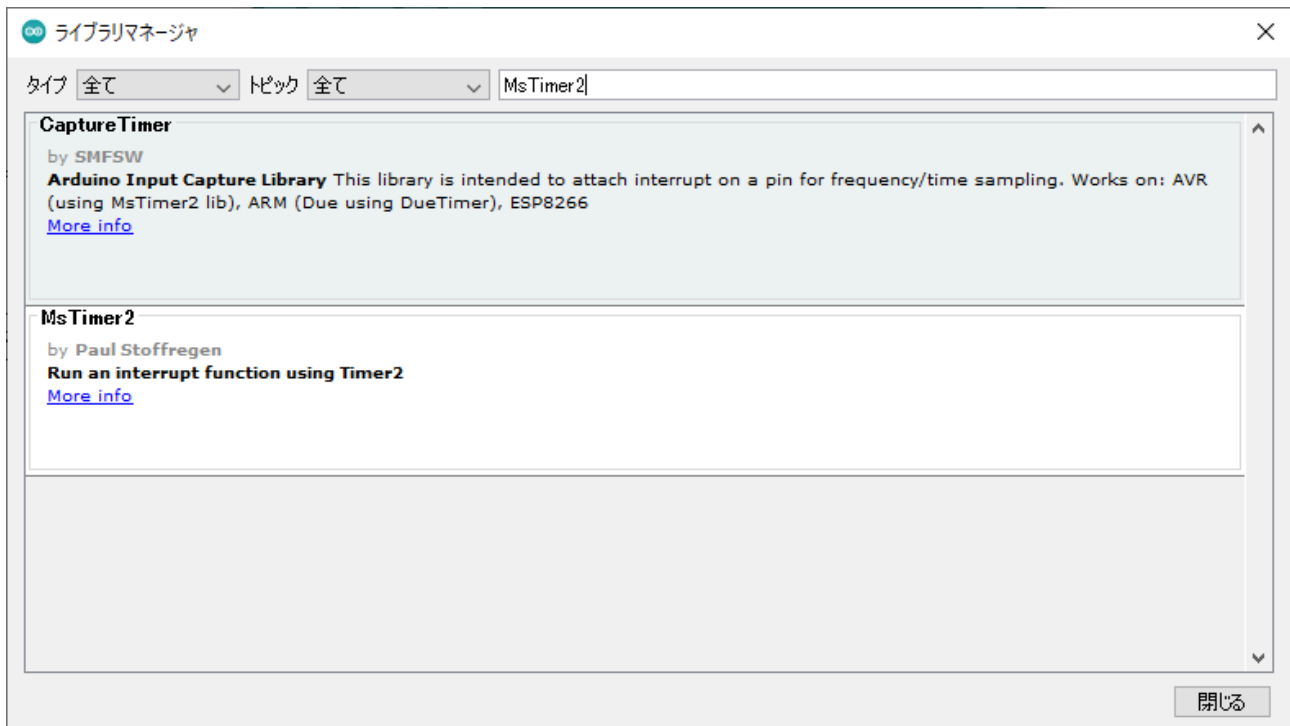 ライブラリマネージャ
タイプ 全て トピック 全て MsTimer2
CaptureTimer
by SMFSW
Arduino Input Capture Library This library is intended to attach interrupt on a pin for frequency/time sampling. Works on: AVR
(using MsTimer2 lib), ARM (Due using DueTimer), ESP8266
More info
MsTimer2
by Paul Stoffregen
Run an interrupt function using Timer2
More info
閉じる